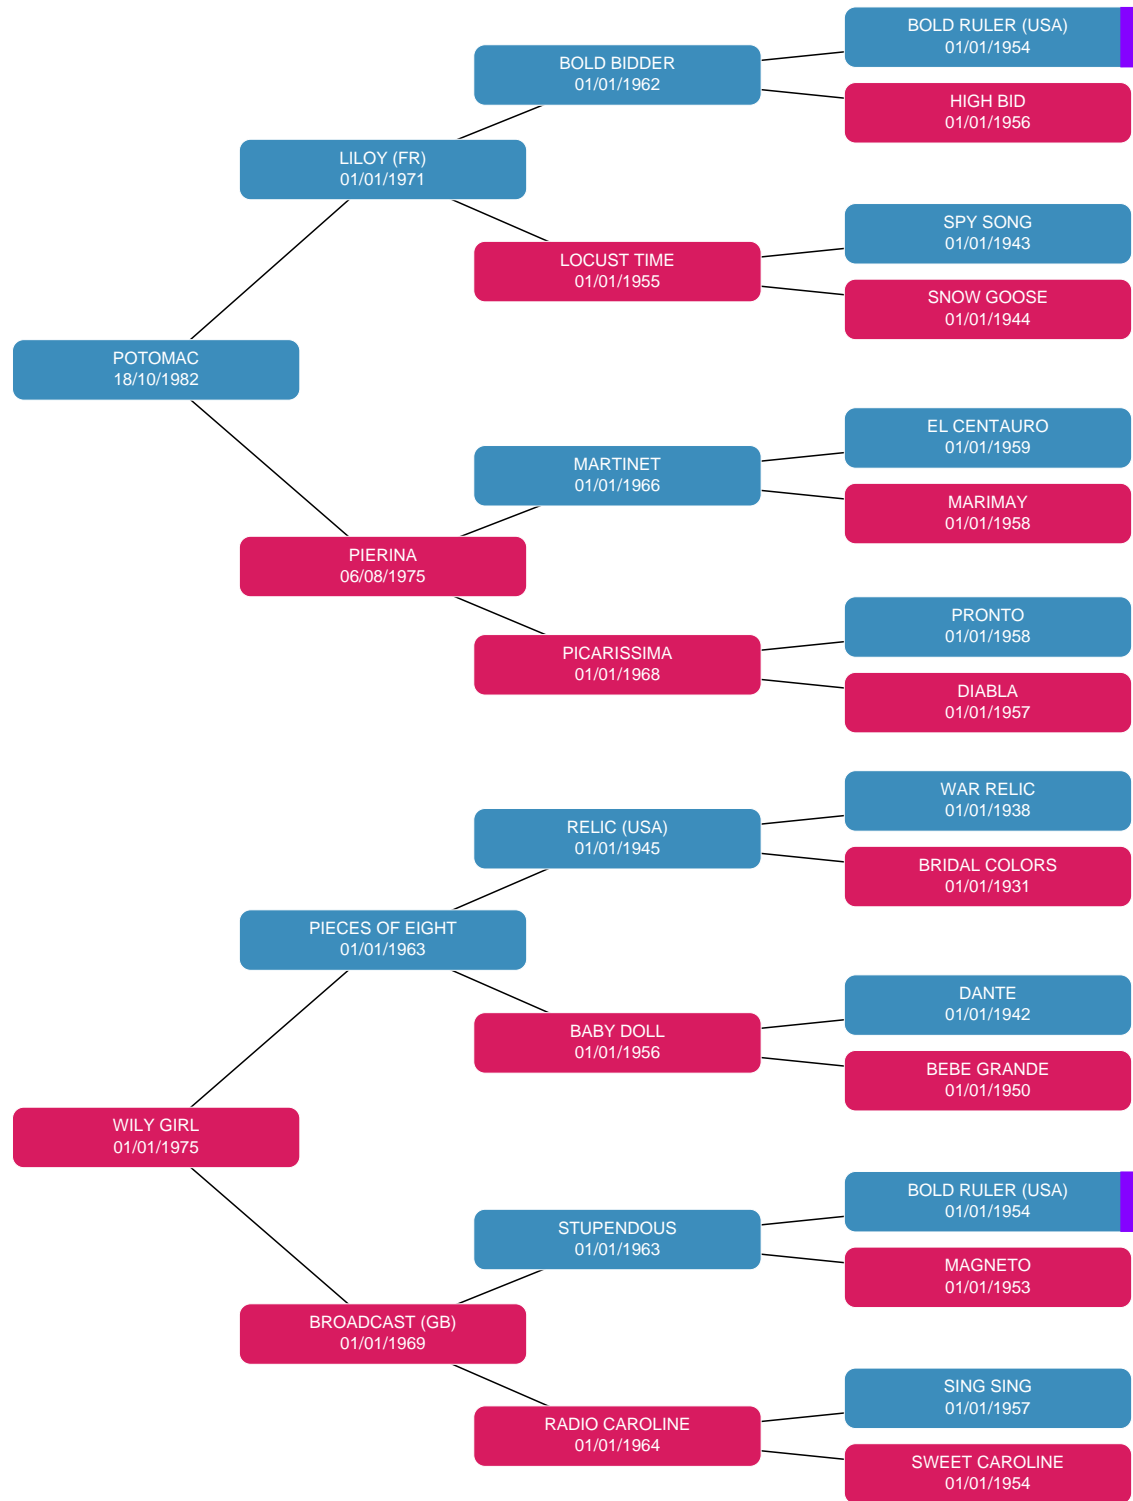 BOLD RULER (USA)
01/01/1954
BOLD BIDDER
01/01/1962
HIGH BID
01/01/1956
LILOY (FR)
01/01/1971
SPY SONG
01/01/1943
LOCUST TIME
01/01/1955
SNOW GOOSE
01/01/1944
POTOMAC
18/10/1982
EL CENTAURO
01/01/1959
MARTINET
01/01/1966
MARIMAY
01/01/1958
PIERINA
06/08/1975
PRONTO
01/01/1958
PICARISSIMA
01/01/1968
DIABLA
01/01/1957
WAR RELIC
01/01/1938
RELIC (USA)
01/01/1945
BRIDAL COLORS
01/01/1931
PIECES OF EIGHT
01/01/1963
DANTE
01/01/1942
BABY DOLL
01/01/1956
BEBE GRANDE
01/01/1950
WILY GIRL
01/01/1975
BOLD RULER (USA)
01/01/1954
STUPENDOUS
01/01/1963
MAGNETO
01/01/1953
BROADCAST (GB)
01/01/1969
SING SING
01/01/1957
RADIO CAROLINE
01/01/1964
SWEET CAROLINE
01/01/1954